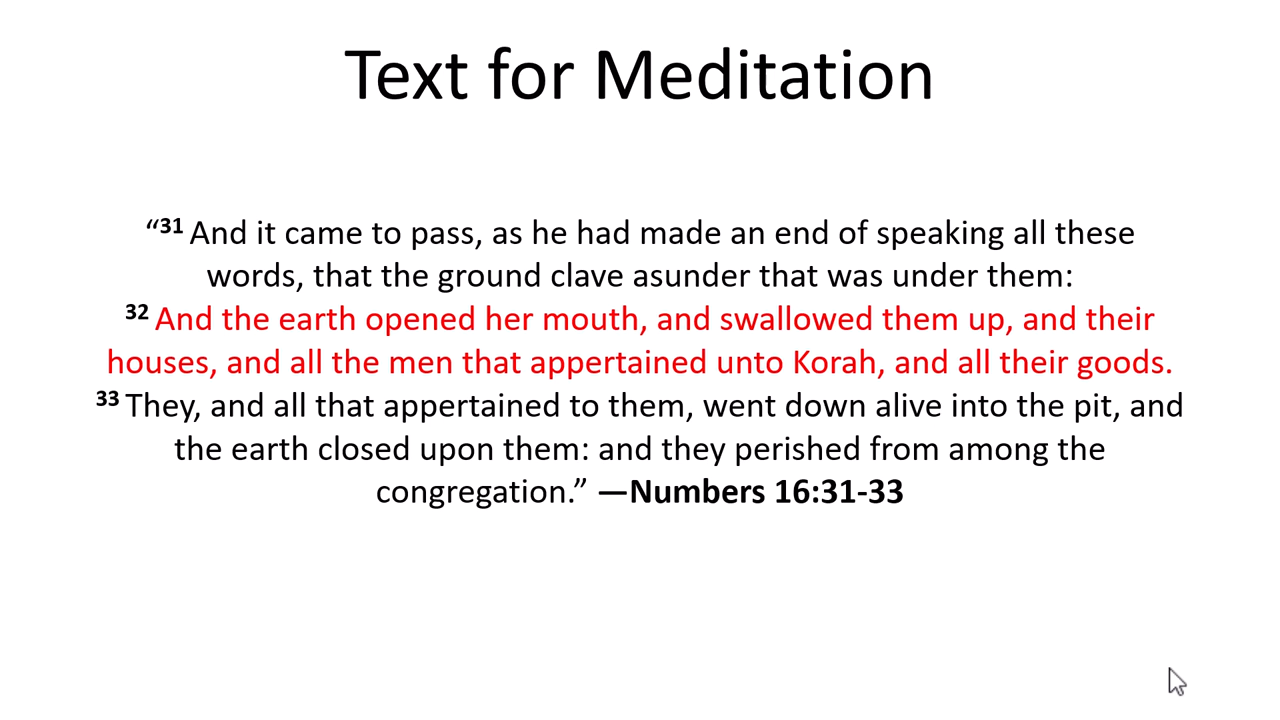 Text for Meditation
“31 And it came to pass, as he had made an end of speaking all these
words, that the ground clave asunder that was under them:
32 And the earth opened her mouth, and swallowed them up, and their
houses, and all the men that appertained unto Korah, and all their goods.
33 They, and all that appertained to them, went down alive into the pit, and
the earth closed upon them: and they perished from among the
congregation.” —Numbers 16:31-33